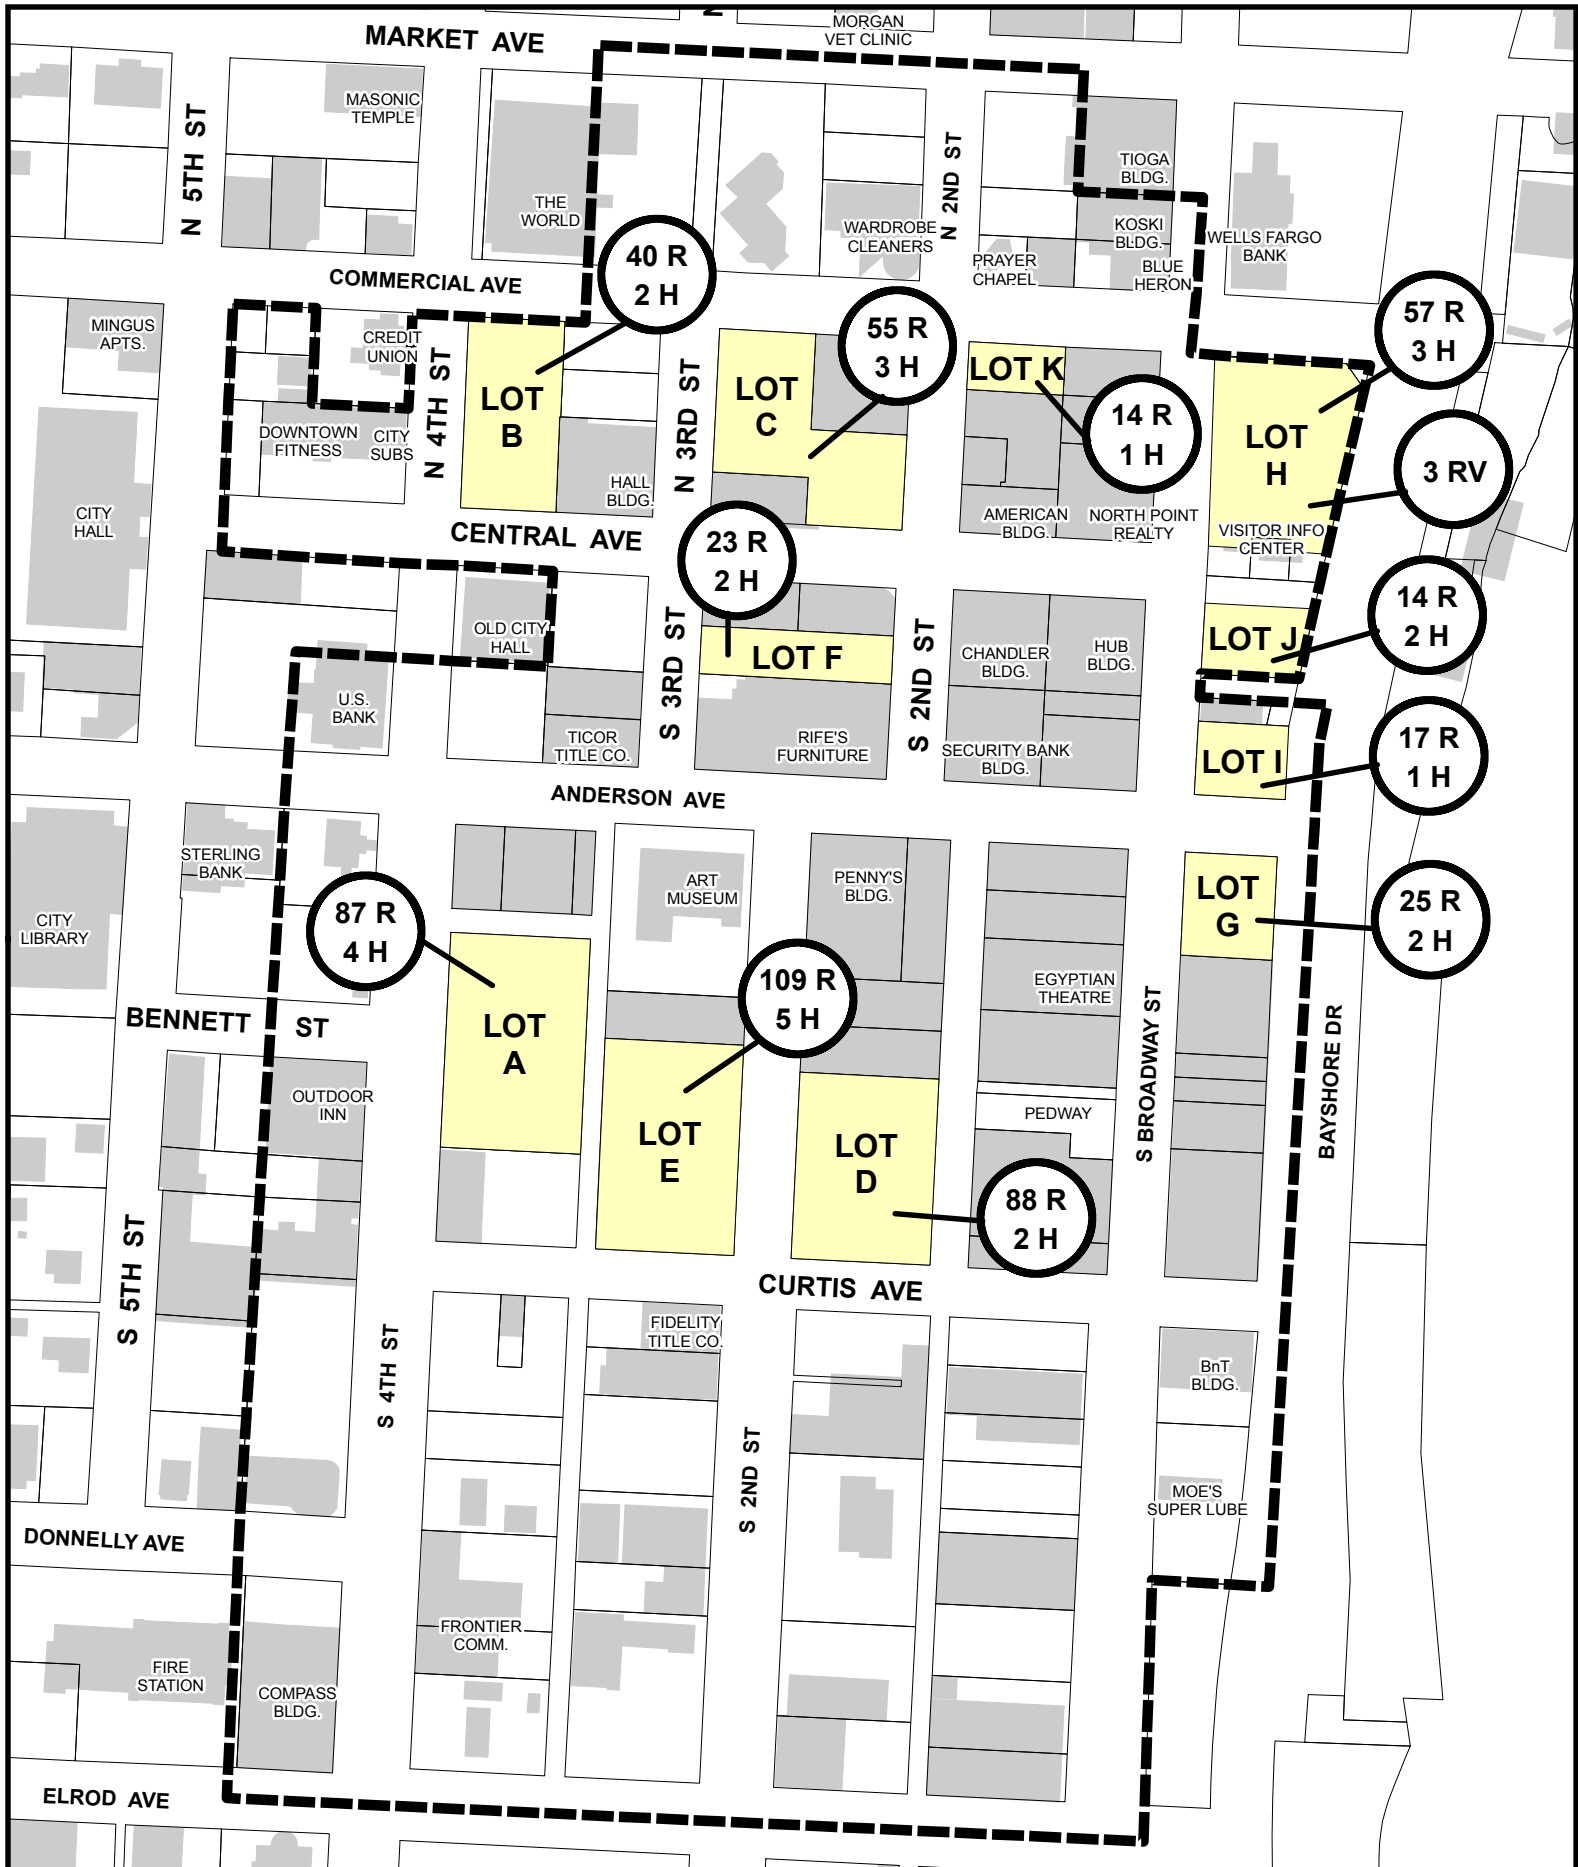 MORGAN
VET CLINIC
MARKET AVE
MASONIC
TEMPLE
N 5TH ST
THE
WORLD
N 2ND ST
TIOGA
BLDG.
WARDROBE
CLEANERS
KOSKI
BLDG.
WELLS FARGO
BANK
PRAYER
CHAPEL
BLUE
HERON
COMMERCIAL AVE
40 R
2 H
MINGUS
APTS.
CREDIT
UNION
55 R
3 H
57 R
3 H
N 4TH ST
LOT
B
N 3RD ST
LOT
C
LOT K
14 R
1 H
LOT
H
3 RV
DOWNTOWN
FITNESS
CITY
SUBS
HALL
BLDG.
CITY
HALL
AMERICAN
BLDG.
NORTH POINT
REALTY
VISITOR INFO
CENTER
CENTRAL AVE
23 R
2 H
14 R
2 H
OLD CITY
HALL
S 3RD ST
LOT F
S 2ND ST
CHANDLER
BLDG.
HUB
BLDG.
LOT J
U.S.
BANK
TICOR
TITLE CO.
RIFE'S
FURNITURE
SECURITY BANK
BLDG.
LOT I
17 R
1 H
ANDERSON AVE
STERLING
BANK
ART
MUSEUM
PENNY'S
BLDG.
LOT
G
25 R
2 H
CITY
LIBRARY
87 R
4 H
109 R
5 H
EGYPTIAN
THEATRE
BENNETT ST
LOT
A
S BROADWAY ST
BAYSHORE DR
OUTDOOR
INN
PEDWAY
LOT
E
LOT
D
88 R
2 H
S 5TH ST
CURTIS AVE
FIDELITY
TITLE CO.
S 4TH ST
BnT
BLDG.
S 2ND ST
MOE'S
SUPER LUBE
DONNELLY AVE
FRONTIER
COMM.
FIRE
STATION
COMPASS
BLDG.
ELROD AVE